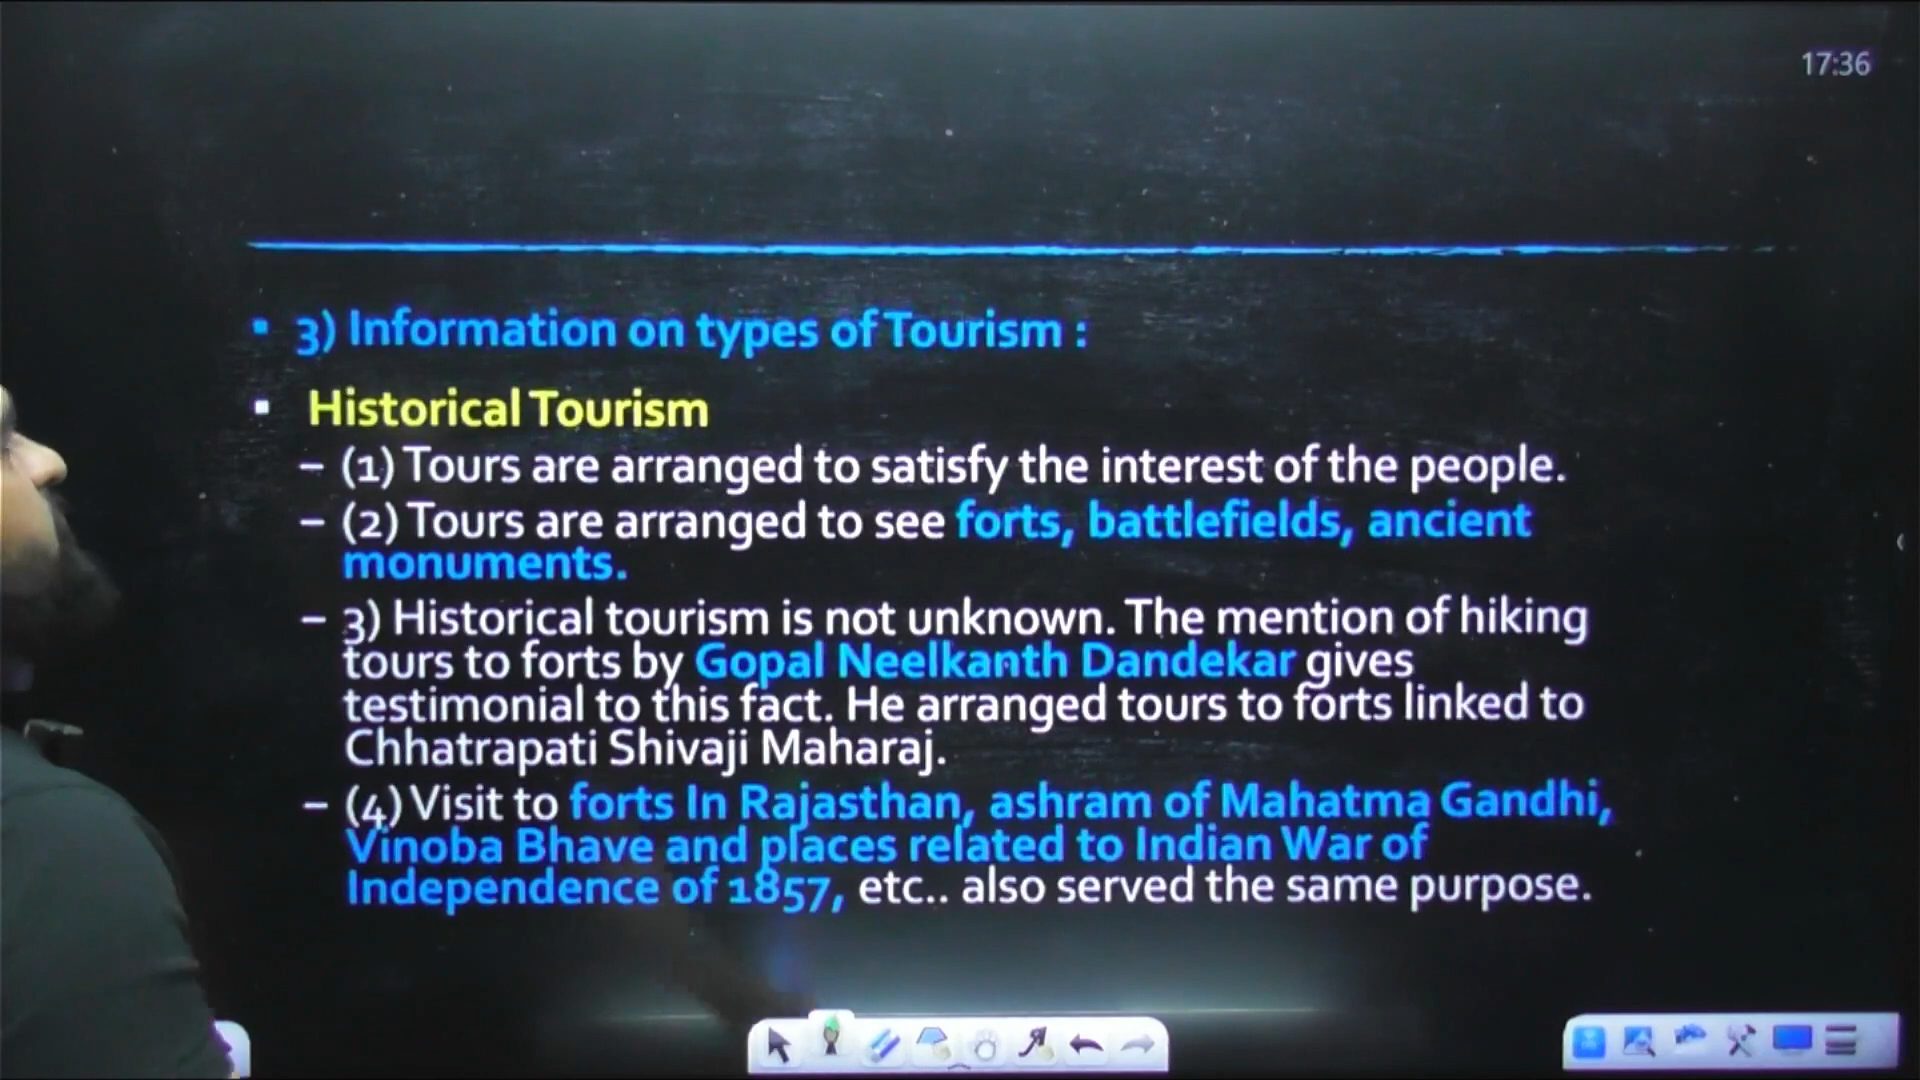 17:36
3) Information on types of Tourism :
Historical Tourism
– (1) Tours are arranged to satisfy the interest of the people.
– (2) Tours are arranged to see forts, battlefields, ancient
monuments.
– 3) Historical tourism is not unknown. The mention of hiking
tours to forts by Gopal Neelkanth Dandekar gives
testimonial to this fact. He arranged tours to forts linked to
Chhatrapati Shivaji Maharaj.
– (4) Visit to forts In Rajasthan, ashram of Mahatma Gandhi,
Vinoba Bhave and places related to Indian War of
Independence of 1857, etc.. also served the same purpose.